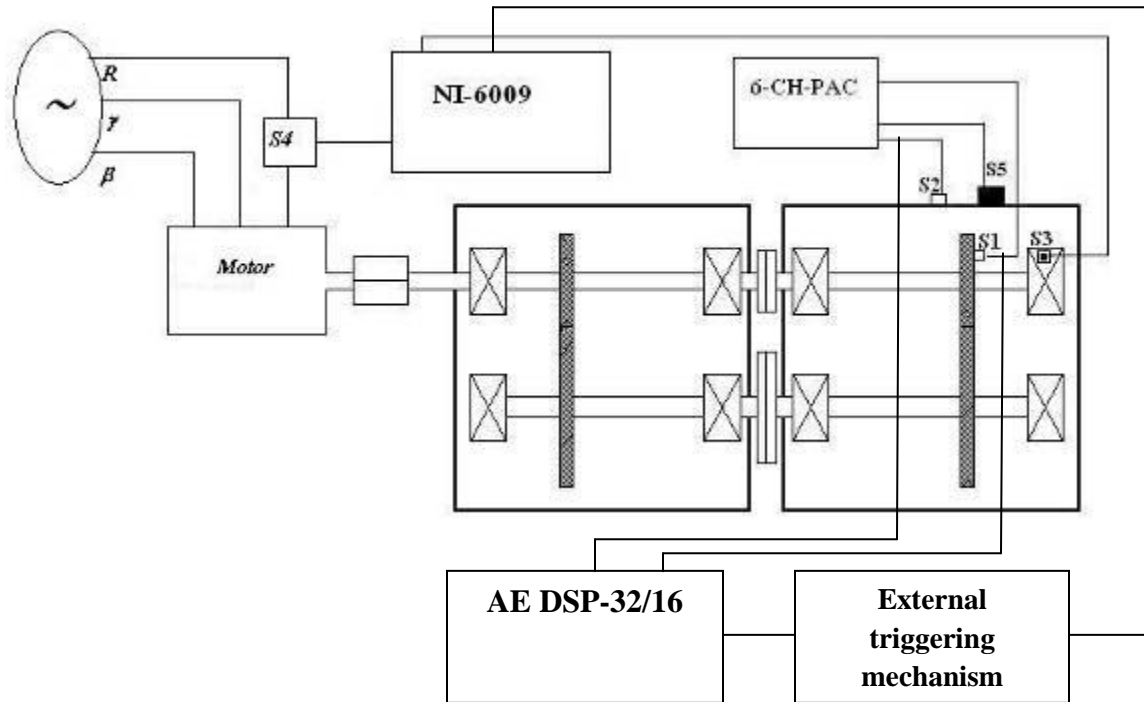 R
NI-6009
6-CH-PAC
~
γ
S4
β
S2
S5
Motor
S1
S3
AE DSP-32/16
External
triggering
mechanism